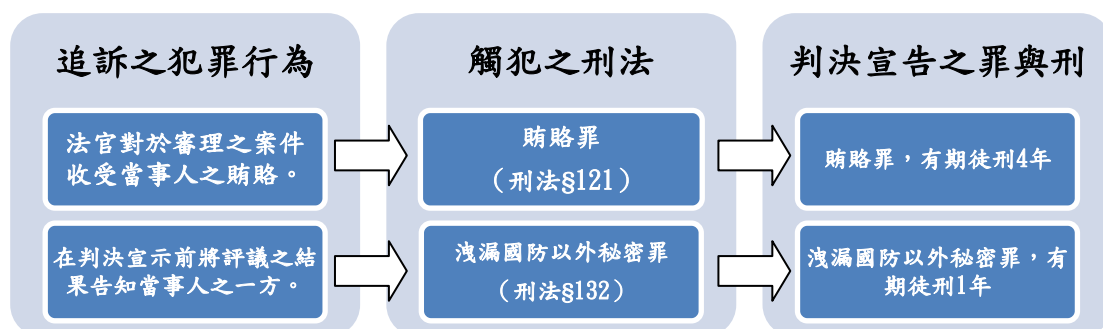 追訴之犯罪行為
觸犯之刑法
判決宣告之罪與刑
法官對於審理之案件
收受當事人之賄賂。
賄賂罪
（刑法§121）
賄賂罪，有期徒刑4年
在判決宣示前將評議之結
果告知當事人之一方。
洩漏國防以外秘密罪
（刑法§132）
洩漏國防以外秘密罪，有
期徒刑1年